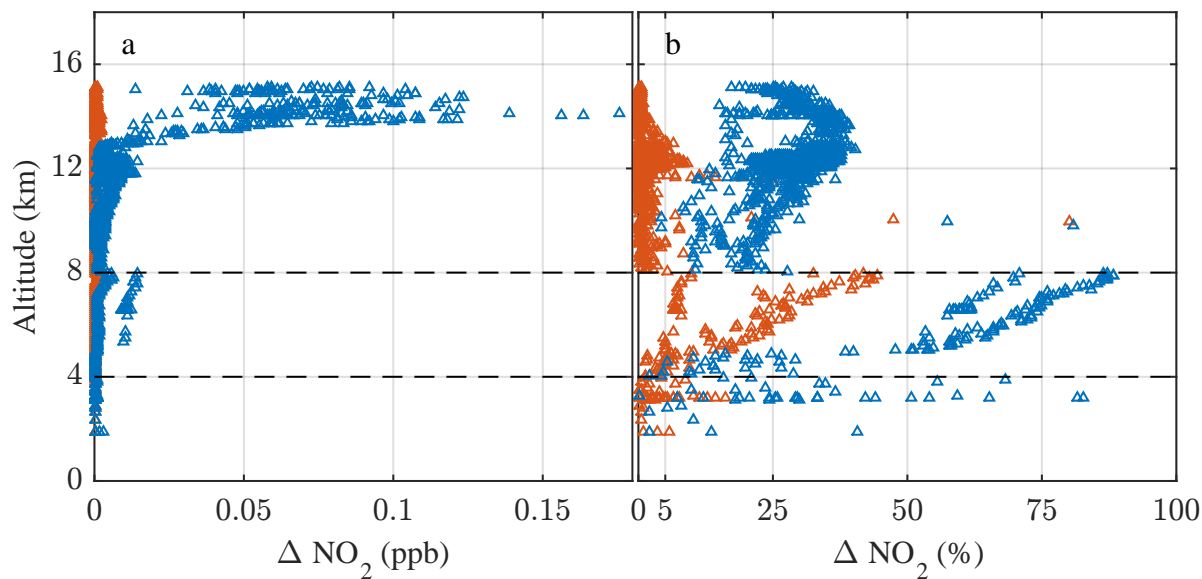 a
b
16
12
8
4
0
Altitude (km)
0 0.05 0.1 0.15
0 5 25 50 75 100
Δ NO₂ (ppb)
Δ NO₂ (%)